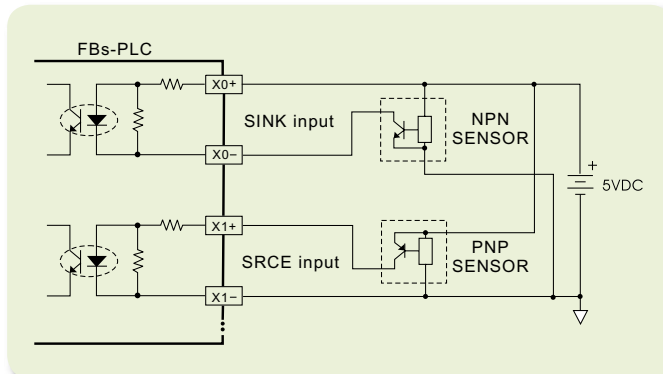 FBs-PLC
X0+
SINK input
NPN
SENSOR
X0−
+
5VDC
X1+
SRCE input
PNP
SENSOR
X1−